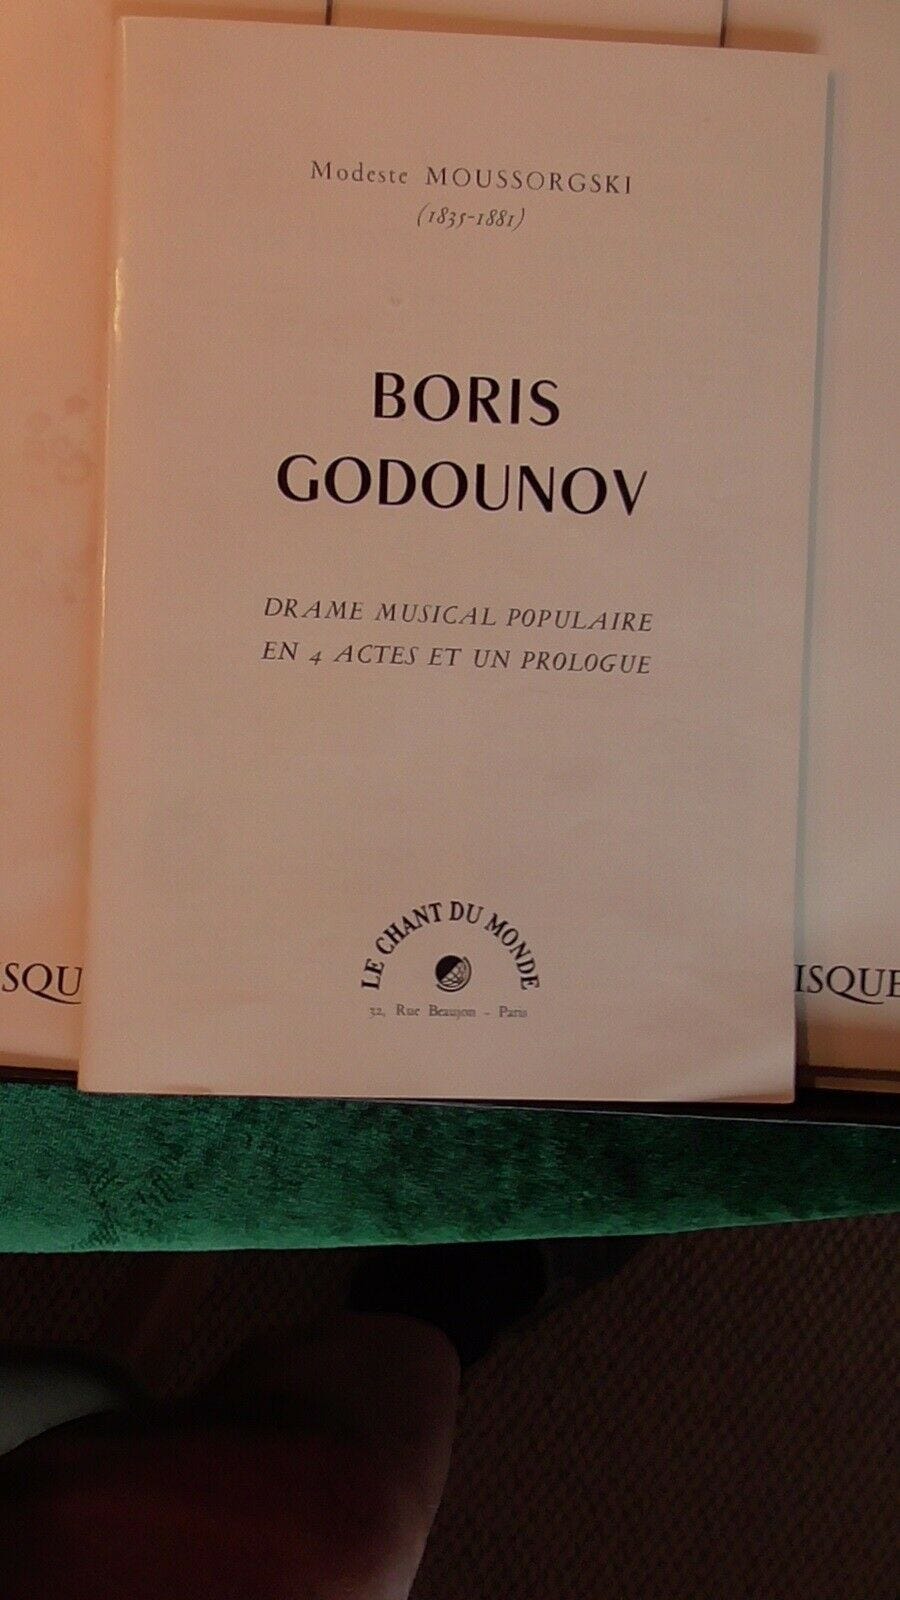 Modeste MOUSSORGSKI
(1835-1881)
BORIS
GODOUNOV
DRAME MUSICAL POPULAIRE
EN 4 ACTES ET UN PROLOGUE
LE CHANT DU MONDE
32, Rue Beaujon - Paris
ISQU
ISQUE